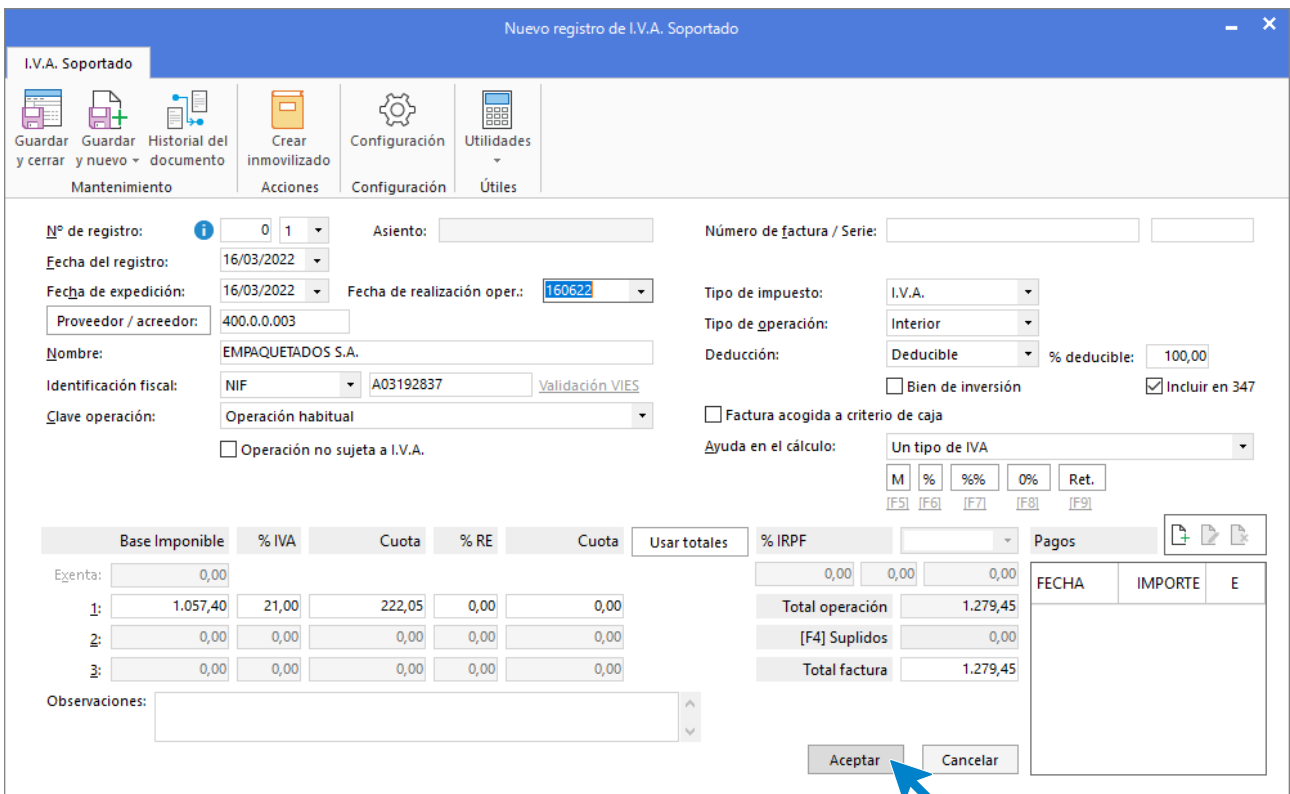 Nuevo registro de I.V.A. Soportado
I.V.A. Soportado
Guardar y cerrar
Guardar y nuevo
Historial del documento
Mantenimiento
Crear inmovilizado
Acciones
Configuración
Configuración
Utilidades
Útiles
Nº de registro: i 0 1 Asiento: Número de factura / Serie:
Fecha del registro: 16/03/2022
Fecha de expedición: 16/03/2022 Fecha de realización oper.: 160622 Tipo de impuesto: I.V.A.
Proveedor / acreedor: 400.0.0.003 Tipo de operación: Interior
Nombre: EMPAQUETADOS S.A. Deducción: Deducible % deducible: 100,00
Identificación fiscal: NIF A03192837 Validación VIES Bien de inversión Incluir en 347
Clave operación: Operación habitual Factura acogida a criterio de caja
Operación no sujeta a I.V.A. Ayuda en el cálculo: Un tipo de IVA
M % %% 0% Ret.
[F5] [F6] [F7] [F8] [F9]
Base Imponible % IVA Cuota % RE Cuota Usar totales % IRPF Pagos
Exenta: 0,00 0,00 0,00 0,00 FECHA IMPORTE E
1: 1.057,40 21,00 222,05 0,00 0,00 Total operación 1.279,45
2: 0,00 0,00 0,00 0,00 0,00 [F4] Suplidos 0,00
3: 0,00 0,00 0,00 0,00 0,00 Total factura 1.279,45
Observaciones:
Aceptar Cancelar